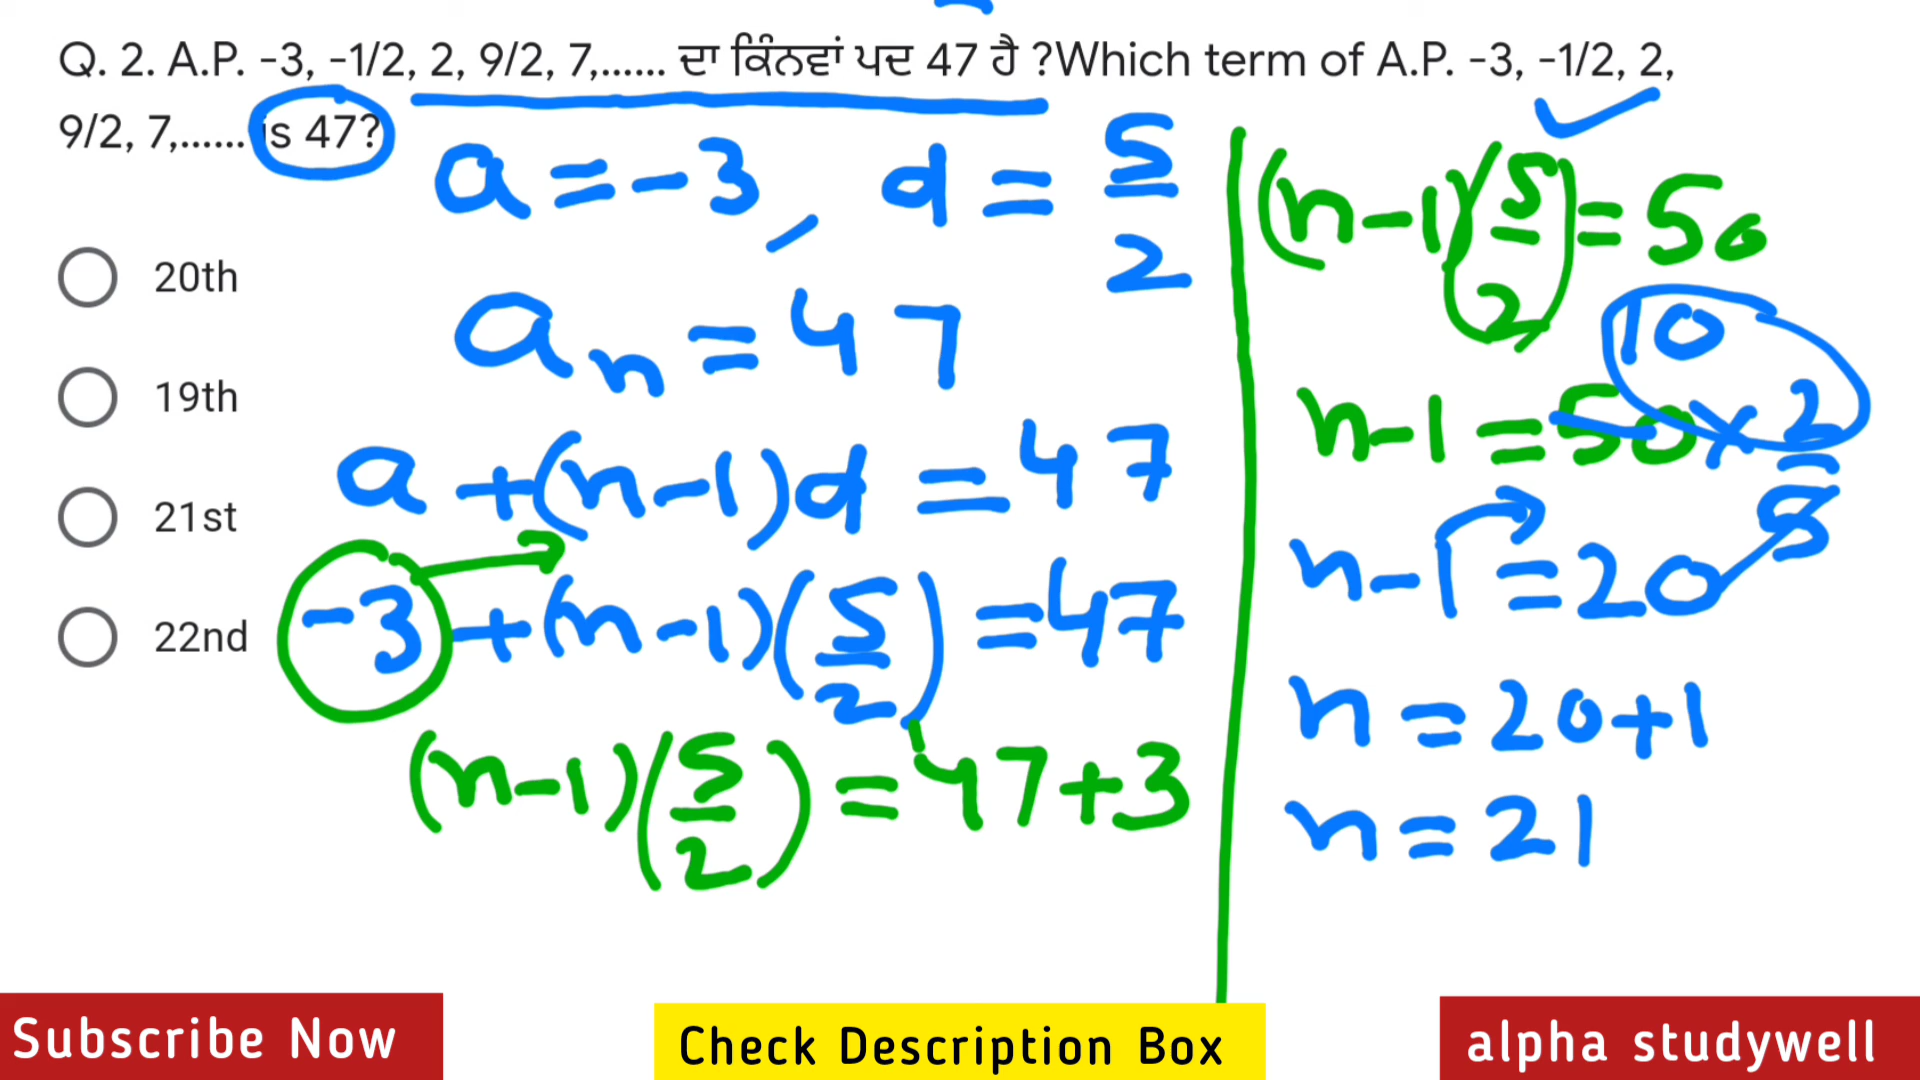 Q. 2. A.P. -3, -1/2, 2, 9/2, 7,...... ਦਾ ਕਿੰਨਵਾਂ ਪਦ 47 ਹੈ ?Which term of A.P. -3, -1/2, 2,
9/2, 7,...... is 47?
20th
19th
21st
22nd
a = -3, d = 5/2
an = 47
a + (n-1)d = 47
-3 + (n-1)(5/2) = 47
(n-1)(5/2) = 47+3
(n-1)(5/2) = 50
10
n-1 = 50 × 2/5
n-1 = 20
n = 20+1
n = 21
Subscribe Now
Check Description Box
alpha studywell